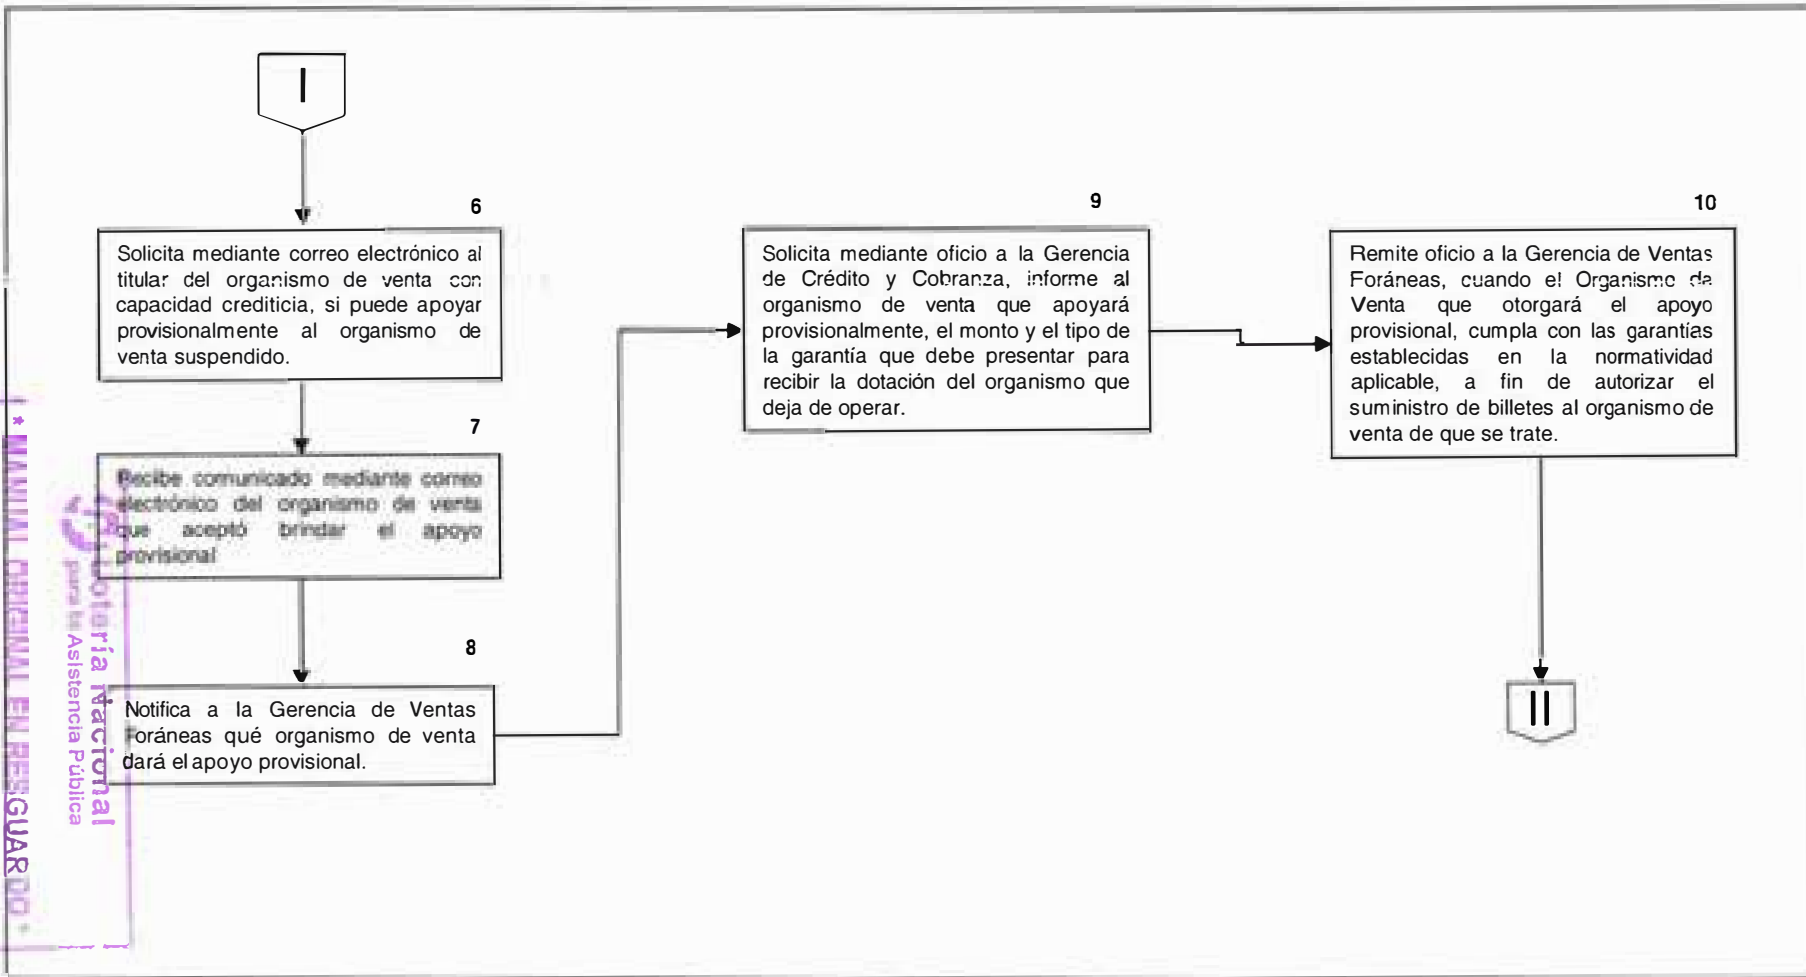 I
6
Solicita mediante correo electrónico al
titular del organismo de venta con
capacidad crediticia, si puede apoyar
provisionalmente al organismo de
venta suspendido.
7
Recibe comunicado mediante correo
electrónico del organismo de venta
que aceptó brindar el apoyo
provisional
8
Notifica a la Gerencia de Ventas
Foráneas qué organismo de venta
dará el apoyo provisional.
9
Solicita mediante oficio a la Gerencia
de Crédito y Cobranza, informe al
organismo de venta que apoyará
provisionalmente, el monto y el tipo de
la garantía que debe presentar para
recibir la dotación del organismo que
deja de operar.
10
Remite oficio a la Gerencia de Ventas
Foráneas, cuando el Organismo de
Venta que otorgará el apoyo
provisional, cumpla con las garantías
establecidas en la normatividad
aplicable, a fin de autorizar el
suministro de billetes al organismo de
venta de que se trate.
II
Lotería Nacional
para la Asistencia Pública
* MANUAL ORIGINAL EN RESGUARDO *